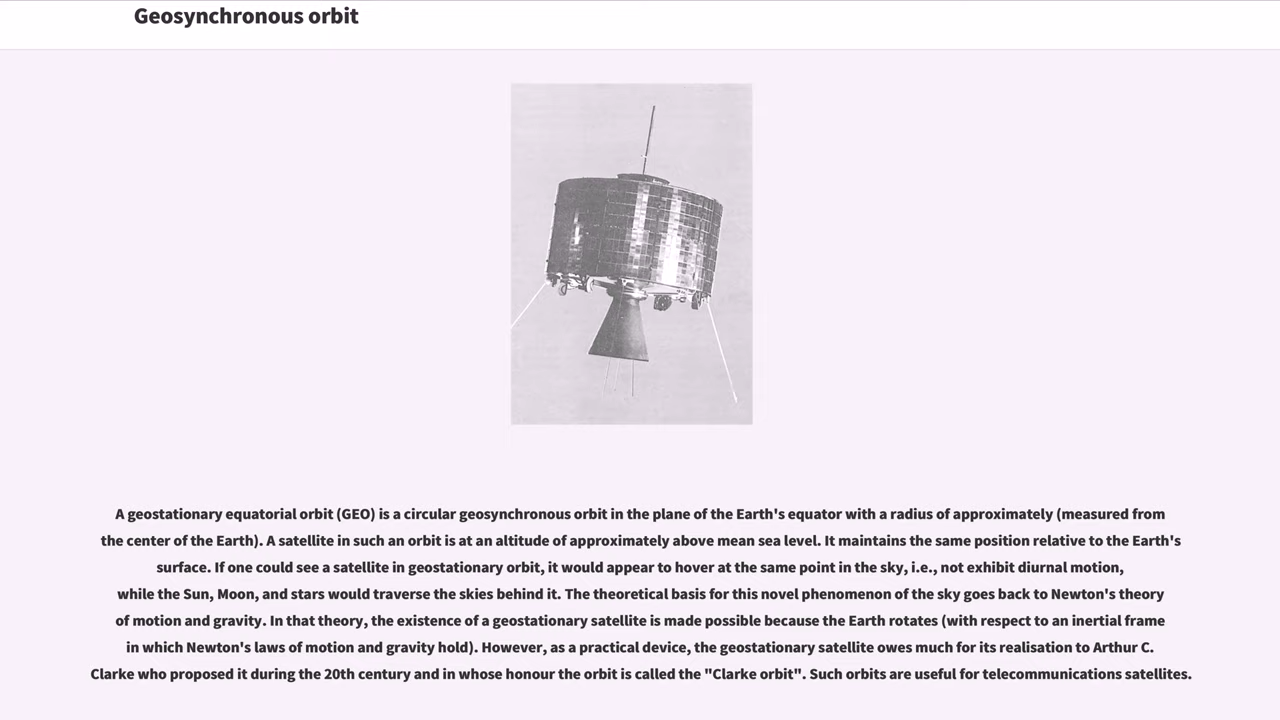 Geosynchronous orbit
A geostationary equatorial orbit (GEO) is a circular geosynchronous orbit in the plane of the Earth's equator with a radius of approximately (measured from
the center of the Earth). A satellite in such an orbit is at an altitude of approximately above mean sea level. It maintains the same position relative to the Earth's
surface. If one could see a satellite in geostationary orbit, it would appear to hover at the same point in the sky, i.e., not exhibit diurnal motion,
while the Sun, Moon, and stars would traverse the skies behind it. The theoretical basis for this novel phenomenon of the sky goes back to Newton's theory
of motion and gravity. In that theory, the existence of a geostationary satellite is made possible because the Earth rotates (with respect to an inertial frame
in which Newton's laws of motion and gravity hold). However, as a practical device, the geostationary satellite owes much for its realisation to Arthur C.
Clarke who proposed it during the 20th century and in whose honour the orbit is called the "Clarke orbit". Such orbits are useful for telecommunications satellites.